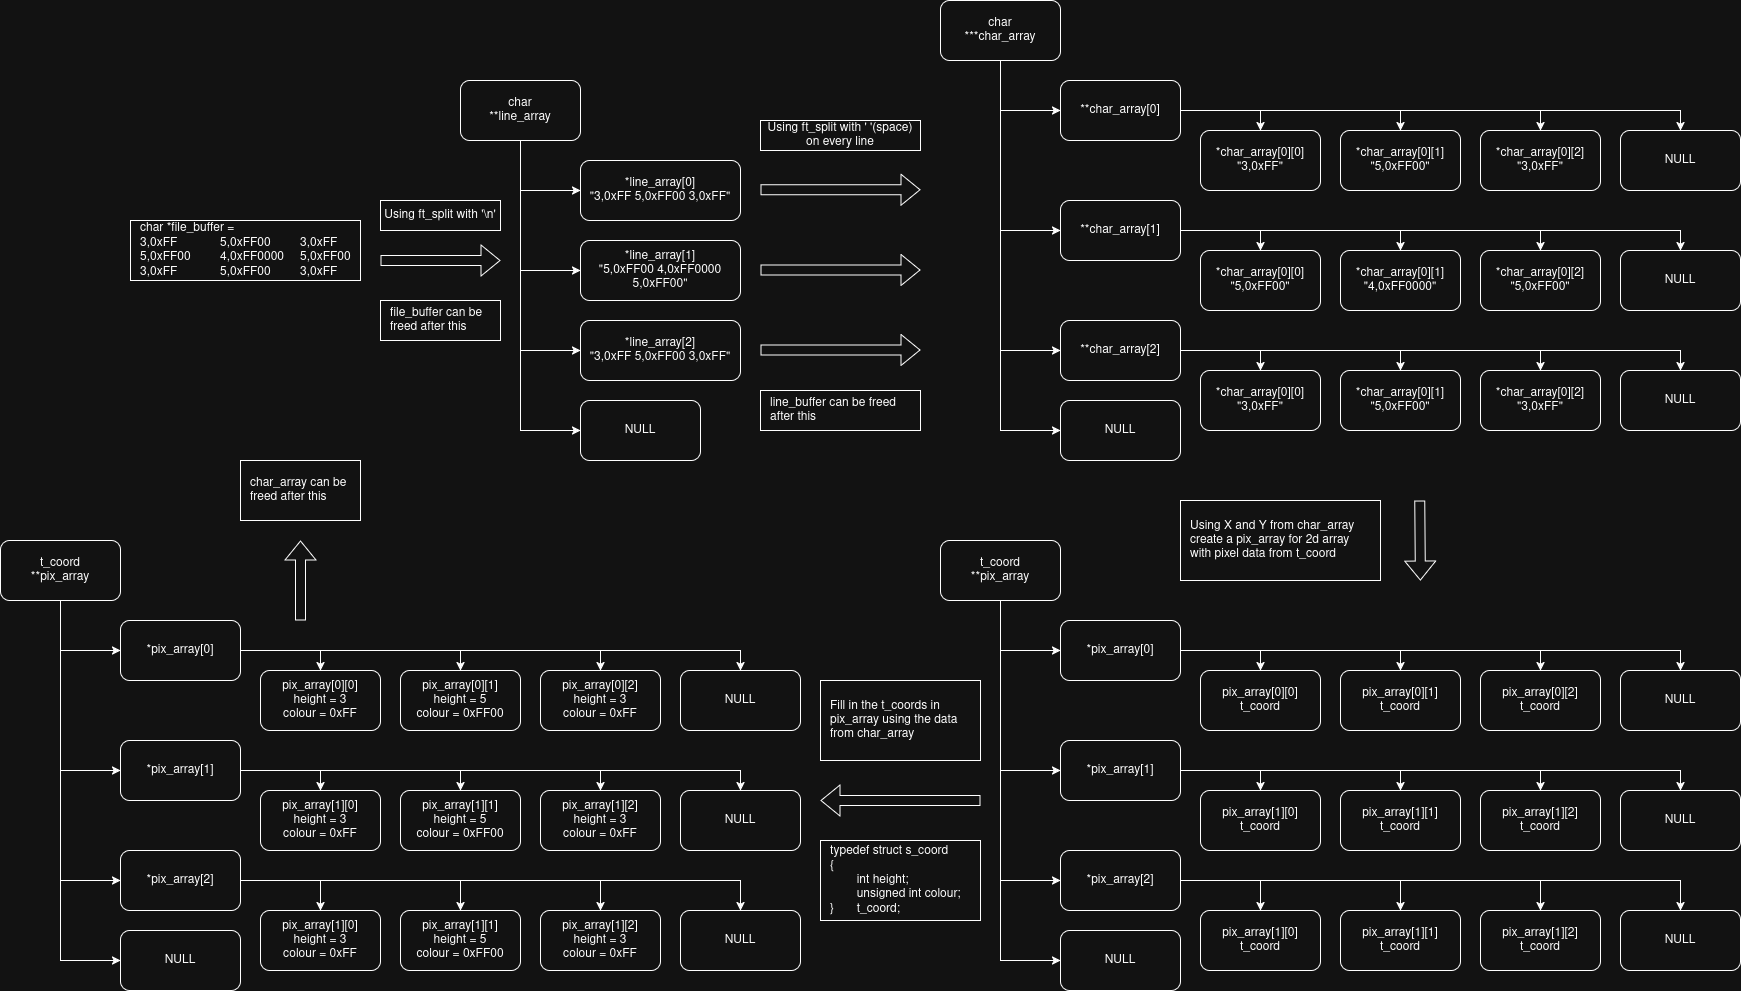 char *file_buffer =
3,0xFF 5,0xFF00 3,0xFF
5,0xFF00 4,0xFF0000 5,0xFF00
3,0xFF 5,0xFF00 3,0xFF
Using ft_split with '\n'
file_buffer can be
freed after this
char
**line_array
*line_array[0]
"3,0xFF 5,0xFF00 3,0xFF"
*line_array[1]
"5,0xFF00 4,0xFF0000
5,0xFF00"
*line_array[2]
"3,0xFF 5,0xFF00 3,0xFF"
NULL
Using ft_split with ' '(space)
on every line
line_buffer can be freed
after this
char
***char_array
**char_array[0]
*char_array[0][0]
"3,0xFF"
*char_array[0][1]
"5,0xFF00"
*char_array[0][2]
"3,0xFF"
NULL
**char_array[1]
*char_array[0][0]
"5,0xFF00"
*char_array[0][1]
"4,0xFF0000"
*char_array[0][2]
"5,0xFF00"
NULL
**char_array[2]
*char_array[0][0]
"3,0xFF"
*char_array[0][1]
"5,0xFF00"
*char_array[0][2]
"3,0xFF"
NULL
NULL
Using X and Y from char_array
create a pix_array for 2d array
with pixel data from t_coord
t_coord
**pix_array
*pix_array[0]
pix_array[0][0]
t_coord
pix_array[0][1]
t_coord
pix_array[0][2]
t_coord
NULL
*pix_array[1]
pix_array[1][0]
t_coord
pix_array[1][1]
t_coord
pix_array[1][2]
t_coord
NULL
*pix_array[2]
pix_array[1][0]
t_coord
pix_array[1][1]
t_coord
pix_array[1][2]
t_coord
NULL
NULL
Fill in the t_coords in
pix_array using the data
from char_array
typedef struct s_coord
{
int height;
unsigned int colour;
} t_coord;
t_coord
**pix_array
*pix_array[0]
pix_array[0][0]
height = 3
colour = 0xFF
pix_array[0][1]
height = 5
colour = 0xFF00
pix_array[0][2]
height = 3
colour = 0xFF
NULL
*pix_array[1]
pix_array[1][0]
height = 3
colour = 0xFF
pix_array[1][1]
height = 5
colour = 0xFF00
pix_array[1][2]
height = 3
colour = 0xFF
NULL
*pix_array[2]
pix_array[1][0]
height = 3
colour = 0xFF
pix_array[1][1]
height = 5
colour = 0xFF00
pix_array[1][2]
height = 3
colour = 0xFF
NULL
NULL
char_array can be
freed after this